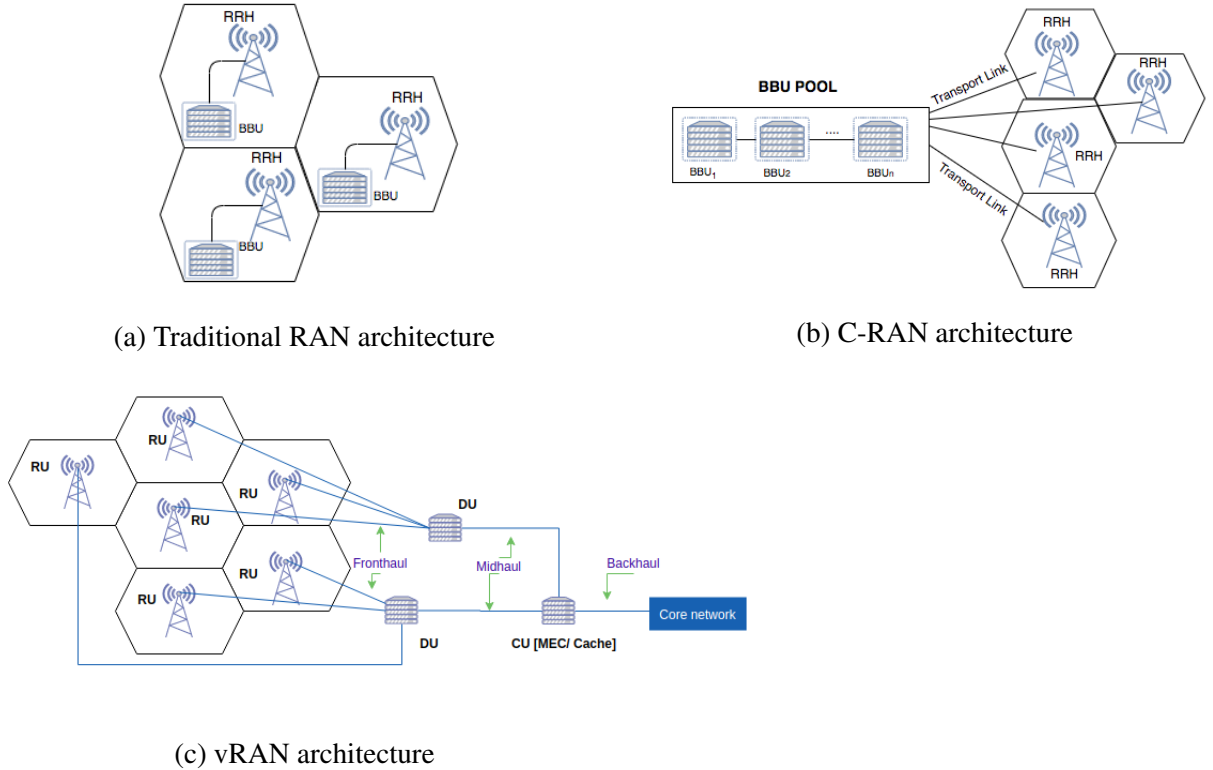 RRH
BBU
RRH
BBU
RRH
BBU
(a) Traditional RAN architecture
BBU POOL
BBU1
BBU2
....
BBUn
Transport Link
Transport Link
RRH
RRH
RRH
RRH
(b) C-RAN architecture
RU
RU
RU
RU
RU
RU
DU
Fronthaul
Midhaul
Backhaul
Core network
DU
CU [MEC/ Cache]
(c) vRAN architecture